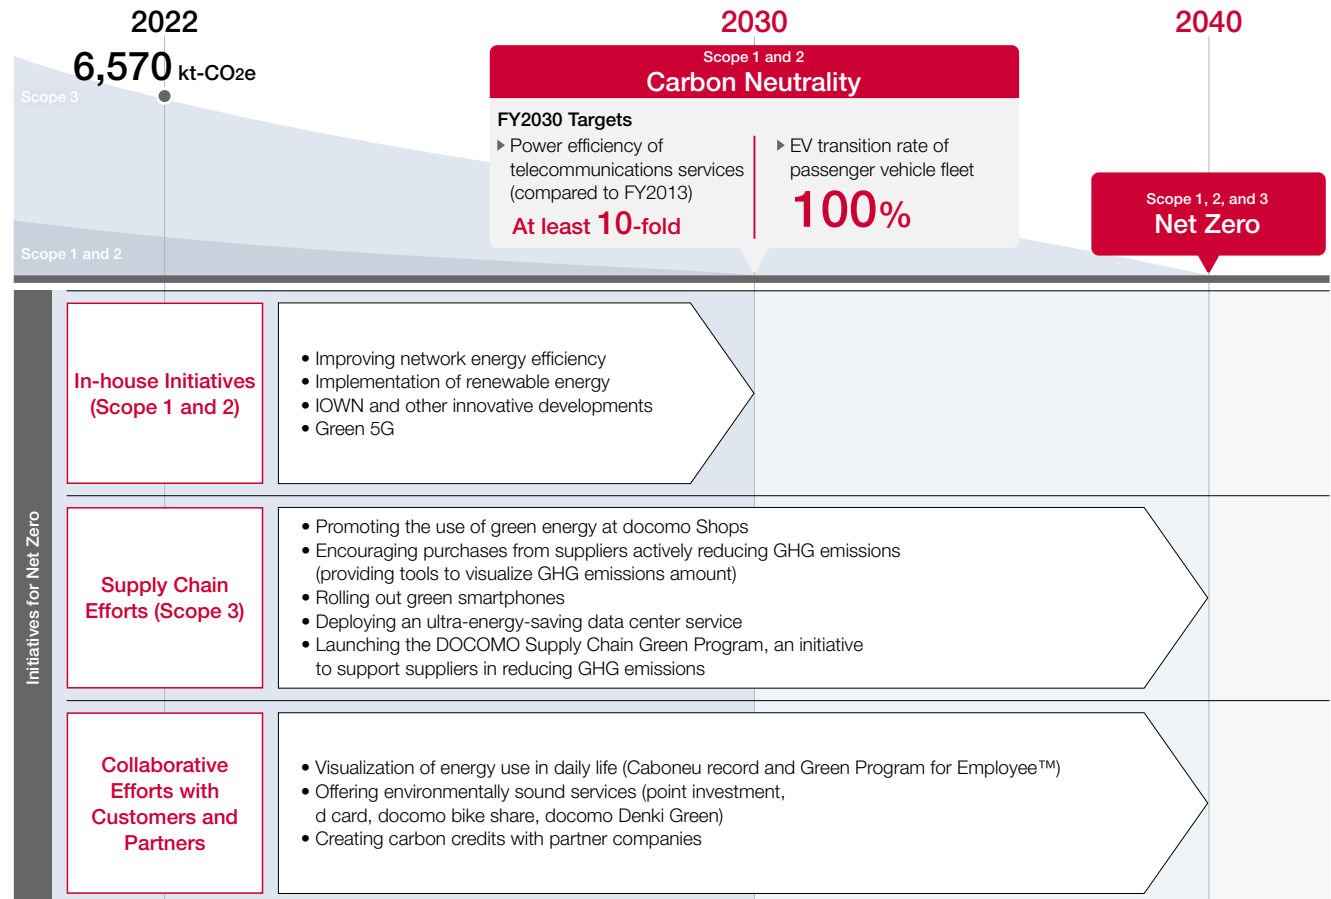 2022
2030
2040
6,570 kt-CO2e
Scope 3
Scope 1 and 2
Scope 1 and 2
Carbon Neutrality
FY2030 Targets
Power efficiency of
telecommunications services
(compared to FY2013)
At least 10-fold
EV transition rate of
passenger vehicle fleet
100%
Scope 1, 2, and 3
Net Zero
Initiatives for Net Zero
In-house Initiatives
(Scope 1 and 2)
• Improving network energy efficiency
• Implementation of renewable energy
• IOWN and other innovative developments
• Green 5G
Supply Chain
Efforts (Scope 3)
• Promoting the use of green energy at docomo Shops
• Encouraging purchases from suppliers actively reducing GHG emissions
(providing tools to visualize GHG emissions amount)
• Rolling out green smartphones
• Deploying an ultra-energy-saving data center service
• Launching the DOCOMO Supply Chain Green Program, an initiative
to support suppliers in reducing GHG emissions
Collaborative
Efforts with
Customers and
Partners
• Visualization of energy use in daily life (Caboneu record and Green Program for Employee™)
• Offering environmentally sound services (point investment,
d card, docomo bike share, docomo Denki Green)
• Creating carbon credits with partner companies